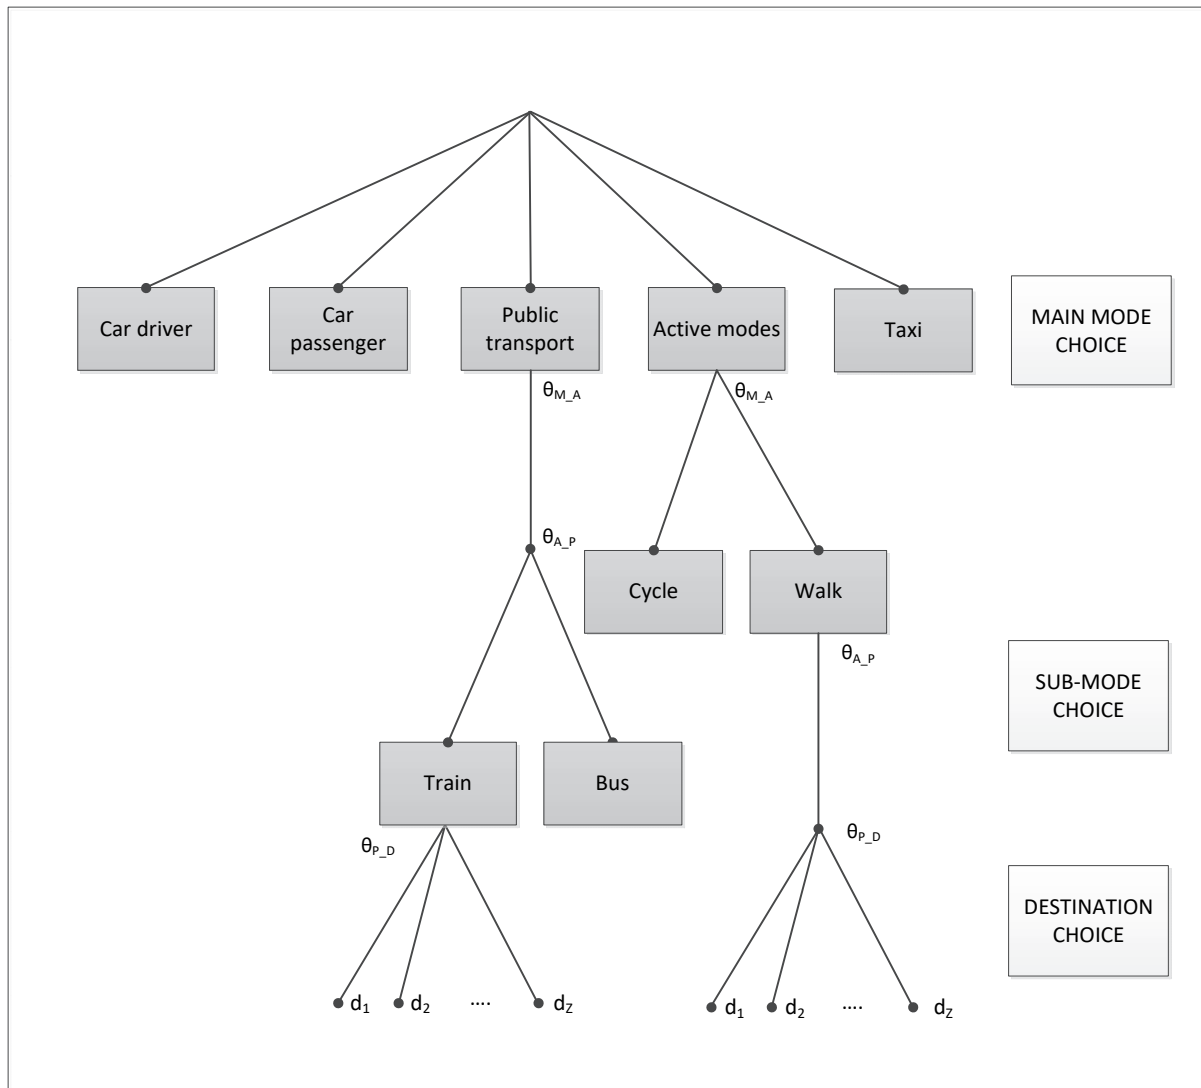 Car driver
Car
passenger
Public
transport
Active modes
Taxi
MAIN MODE
CHOICE
θM_A
θM_A
θA_P
Cycle
Walk
θA_P
SUB-MODE
CHOICE
Train
Bus
θP_D
θP_D
DESTINATION
CHOICE
d1 d2 .... dZ
d1 d2 .... dZ